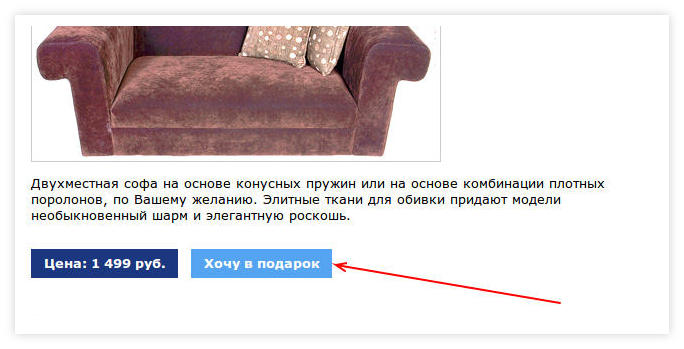 Двухместная софа на основе конусных пружин или на основе комбинации плотных
поролонов, по Вашему желанию. Элитные ткани для обивки придают модели
необыкновенный шарм и элегантную роскошь.
Цена: 1 499 руб. Хочу в подарок